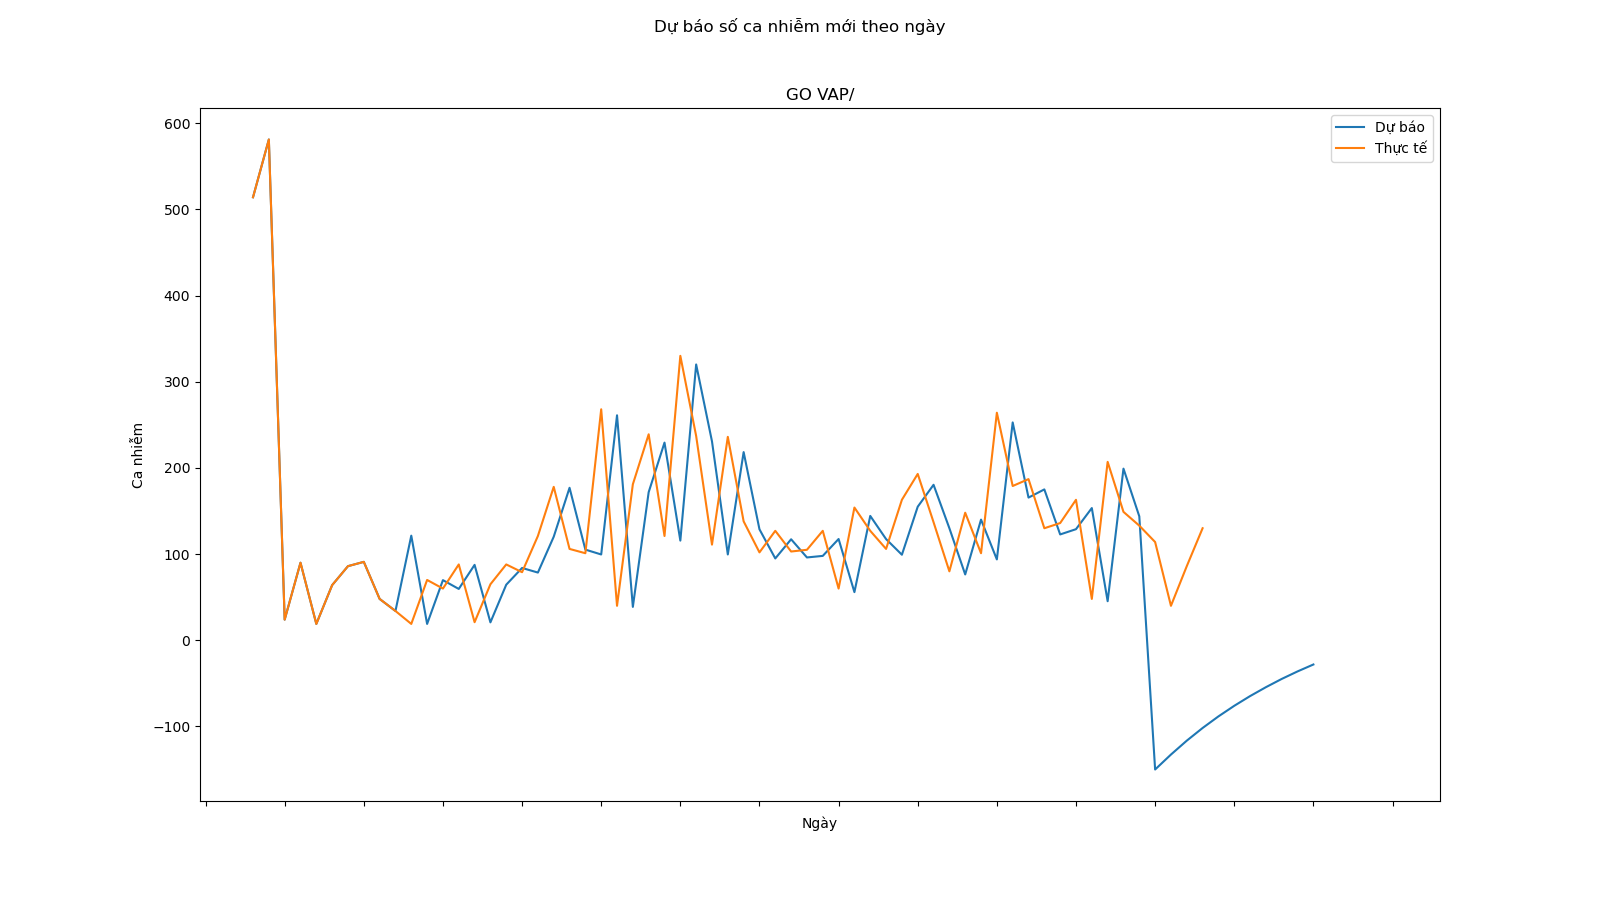 Dự báo số ca nhiễm mới theo ngày
GO VAP/
600
500
400
300
200
100
0
−100
Ca nhiễm
Ngày
Dự báo
Thực tế